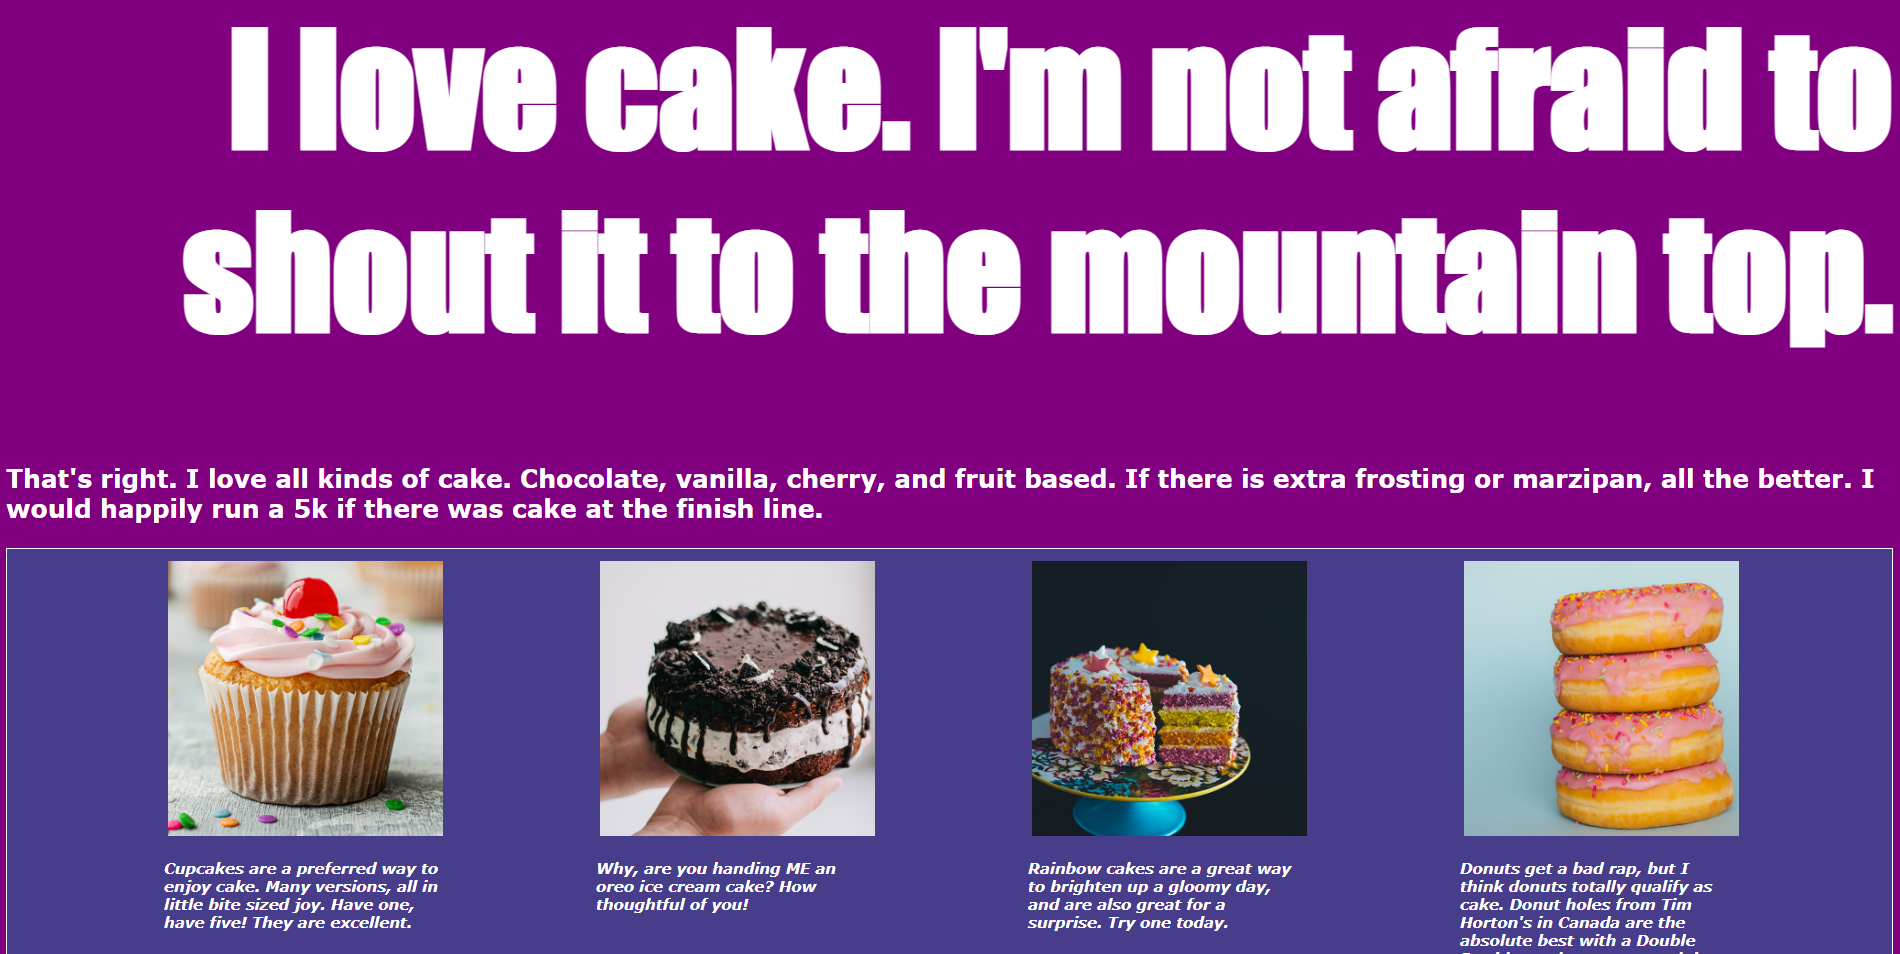 I love cake. I'm not afraid to
shout it to the mountain top.
That's right. I love all kinds of cake. Chocolate, vanilla, cherry, and fruit based. If there is extra frosting or marzipan, all the better. I
would happily run a 5k if there was cake at the finish line.
Cupcakes are a preferred way to
enjoy cake. Many versions, all in
little bite sized joy. Have one,
have five! They are excellent.
Why, are you handing ME an
oreo ice cream cake? How
thoughtful of you!
Rainbow cakes are a great way
to brighten up a gloomy day,
and are also great for a
surprise. Try one today.
Donuts get a bad rap, but I
think donuts totally qualify as
cake. Donut holes from Tim
Horton's in Canada are the
absolute best with a Double